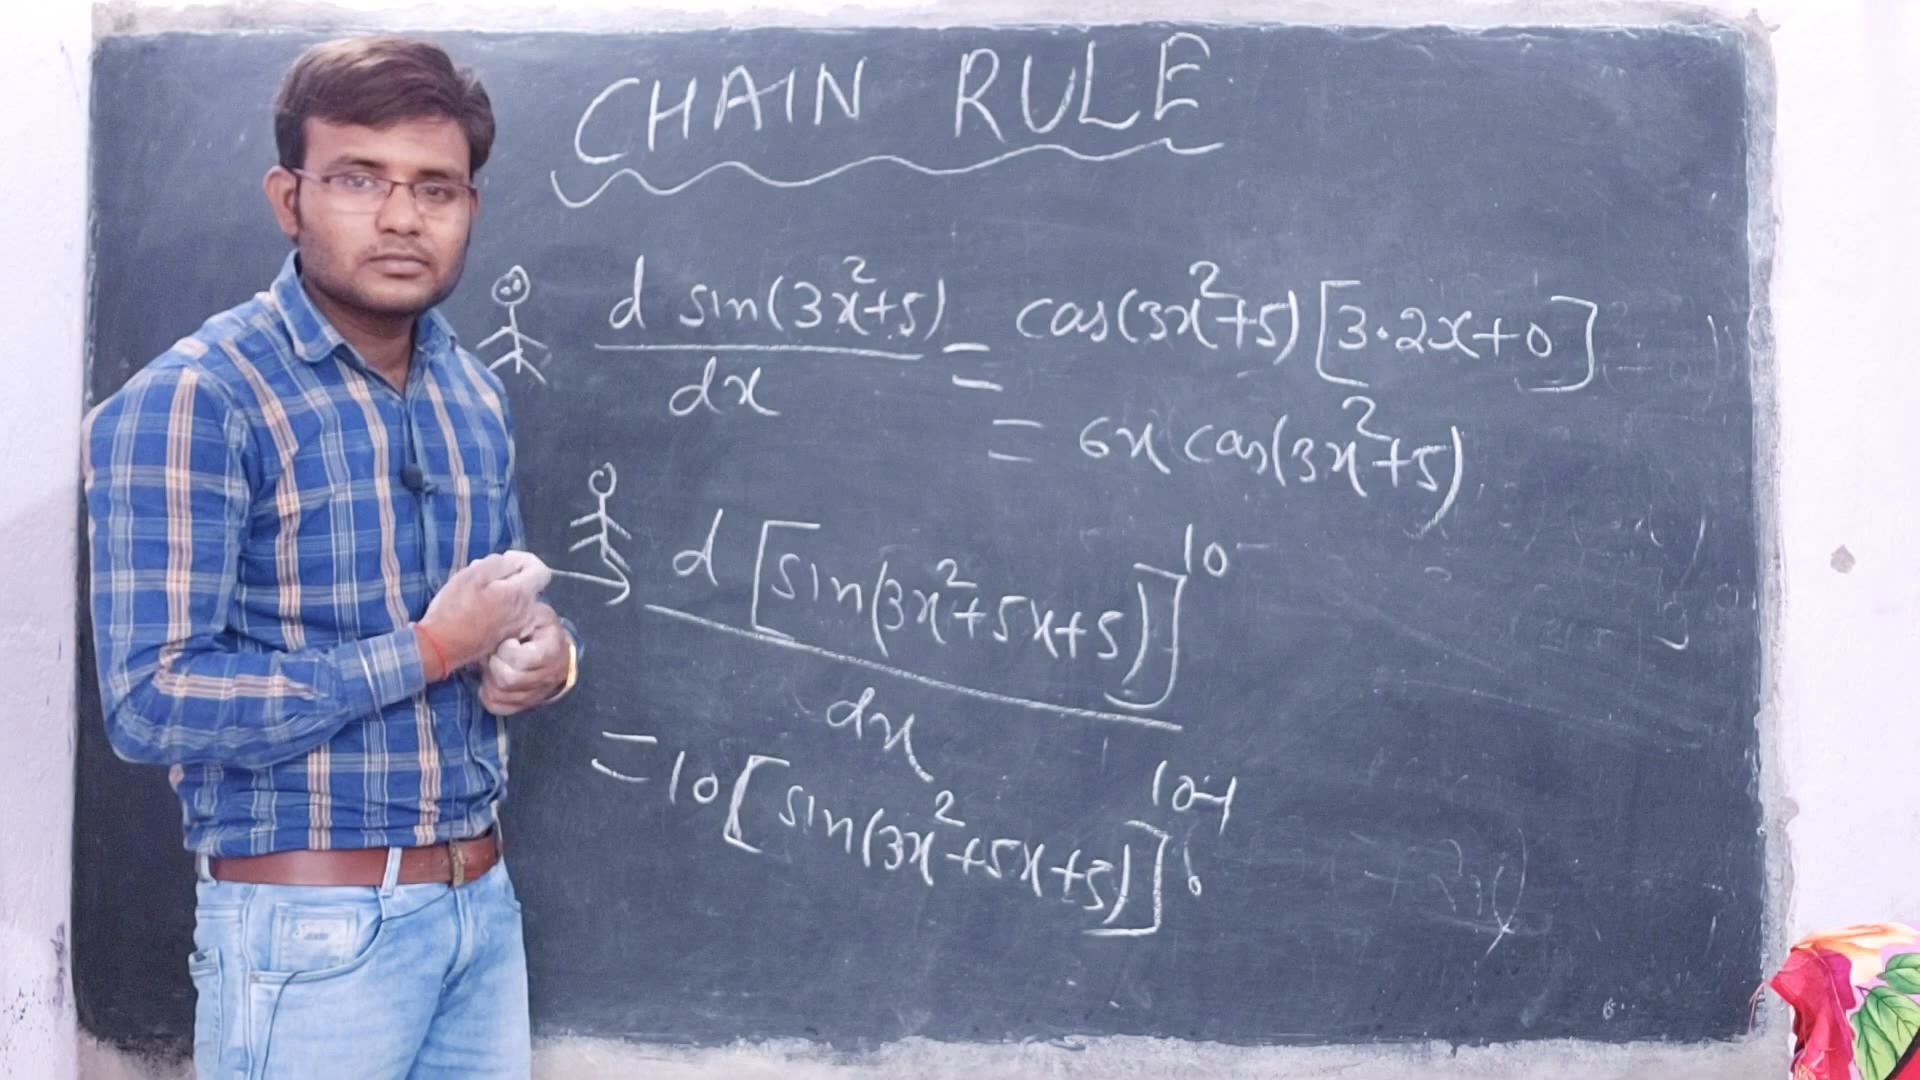 CHAIN RULE
d sin(3x²+5)
dx
= cos(3x²+5)[3·2x+0]
= 6x cos(3x²+5)
d [sin(3x²+5x+5)]¹⁰
dx
=10[sin(3x²+5x+5)]¹⁰⁻¹.